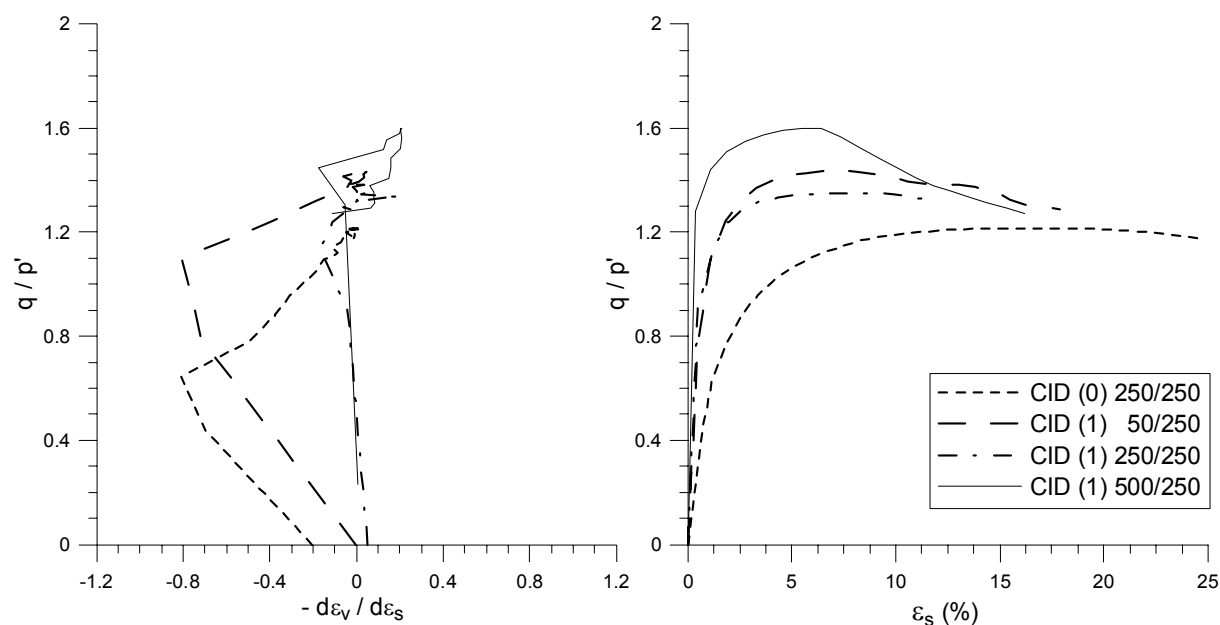 2
1.6
1.2
0.8
0.4
0
q / p'
-1.2 -0.8 -0.4 0 0.4 0.8 1.2
- dεv / dεs
2
1.6
1.2
0.8
0.4
0
q / p'
0 5 10 15 20 25
εs (%)
CID (0) 250/250
CID (1) 50/250
CID (1) 250/250
CID (1) 500/250